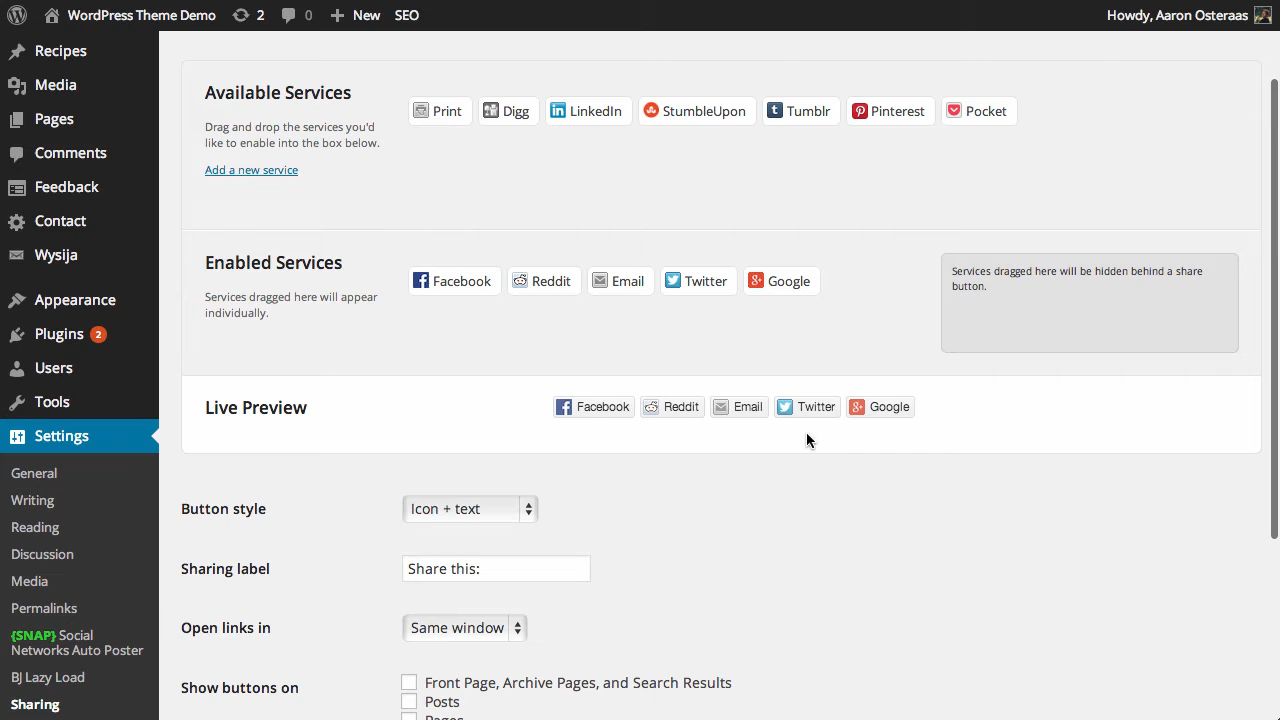 WordPress Theme Demo 2 0 New SEO Howdy, Aaron Osteraas
Recipes
Media
Pages
Comments
Feedback
Contact
Wysija
Appearance
Plugins 2
Users
Tools
Settings
General
Writing
Reading
Discussion
Media
Permalinks
{SNAP} Social
Networks Auto Poster
BJ Lazy Load
Sharing
Available Services
Drag and drop the services you'd
like to enable into the box below.
Add a new service
Print Digg LinkedIn StumbleUpon Tumblr Pinterest Pocket
Enabled Services
Services dragged here will appear
individually.
Facebook Reddit Email Twitter Google
Services dragged here will be hidden behind a share
button.
Live Preview
Facebook Reddit Email Twitter Google
Button style Icon + text
Sharing label Share this:
Open links in Same window
Show buttons on
Front Page, Archive Pages, and Search Results
Posts
Pages